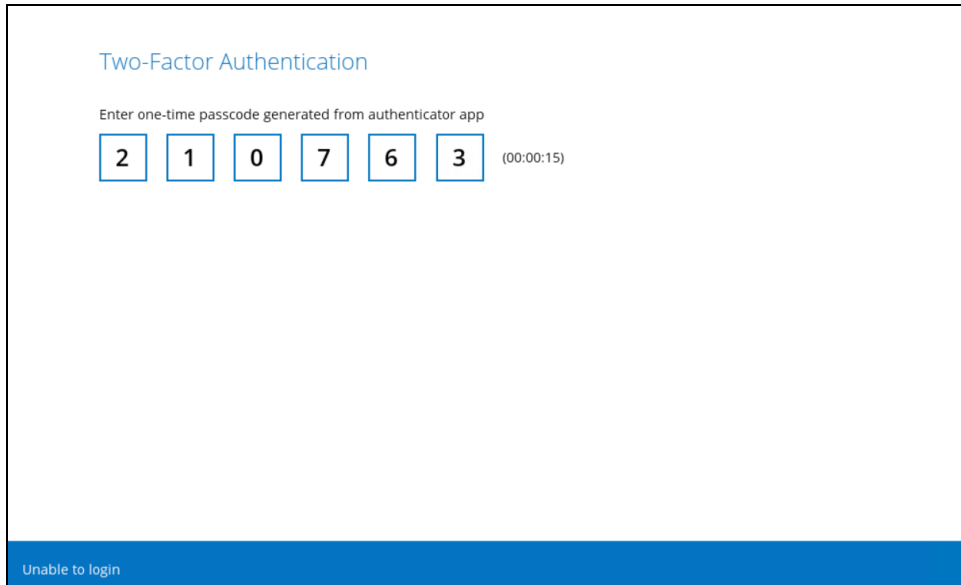 Two-Factor Authentication
Enter one-time passcode generated from authenticator app
2 1 0 7 6 3 (00:00:15)
Unable to login